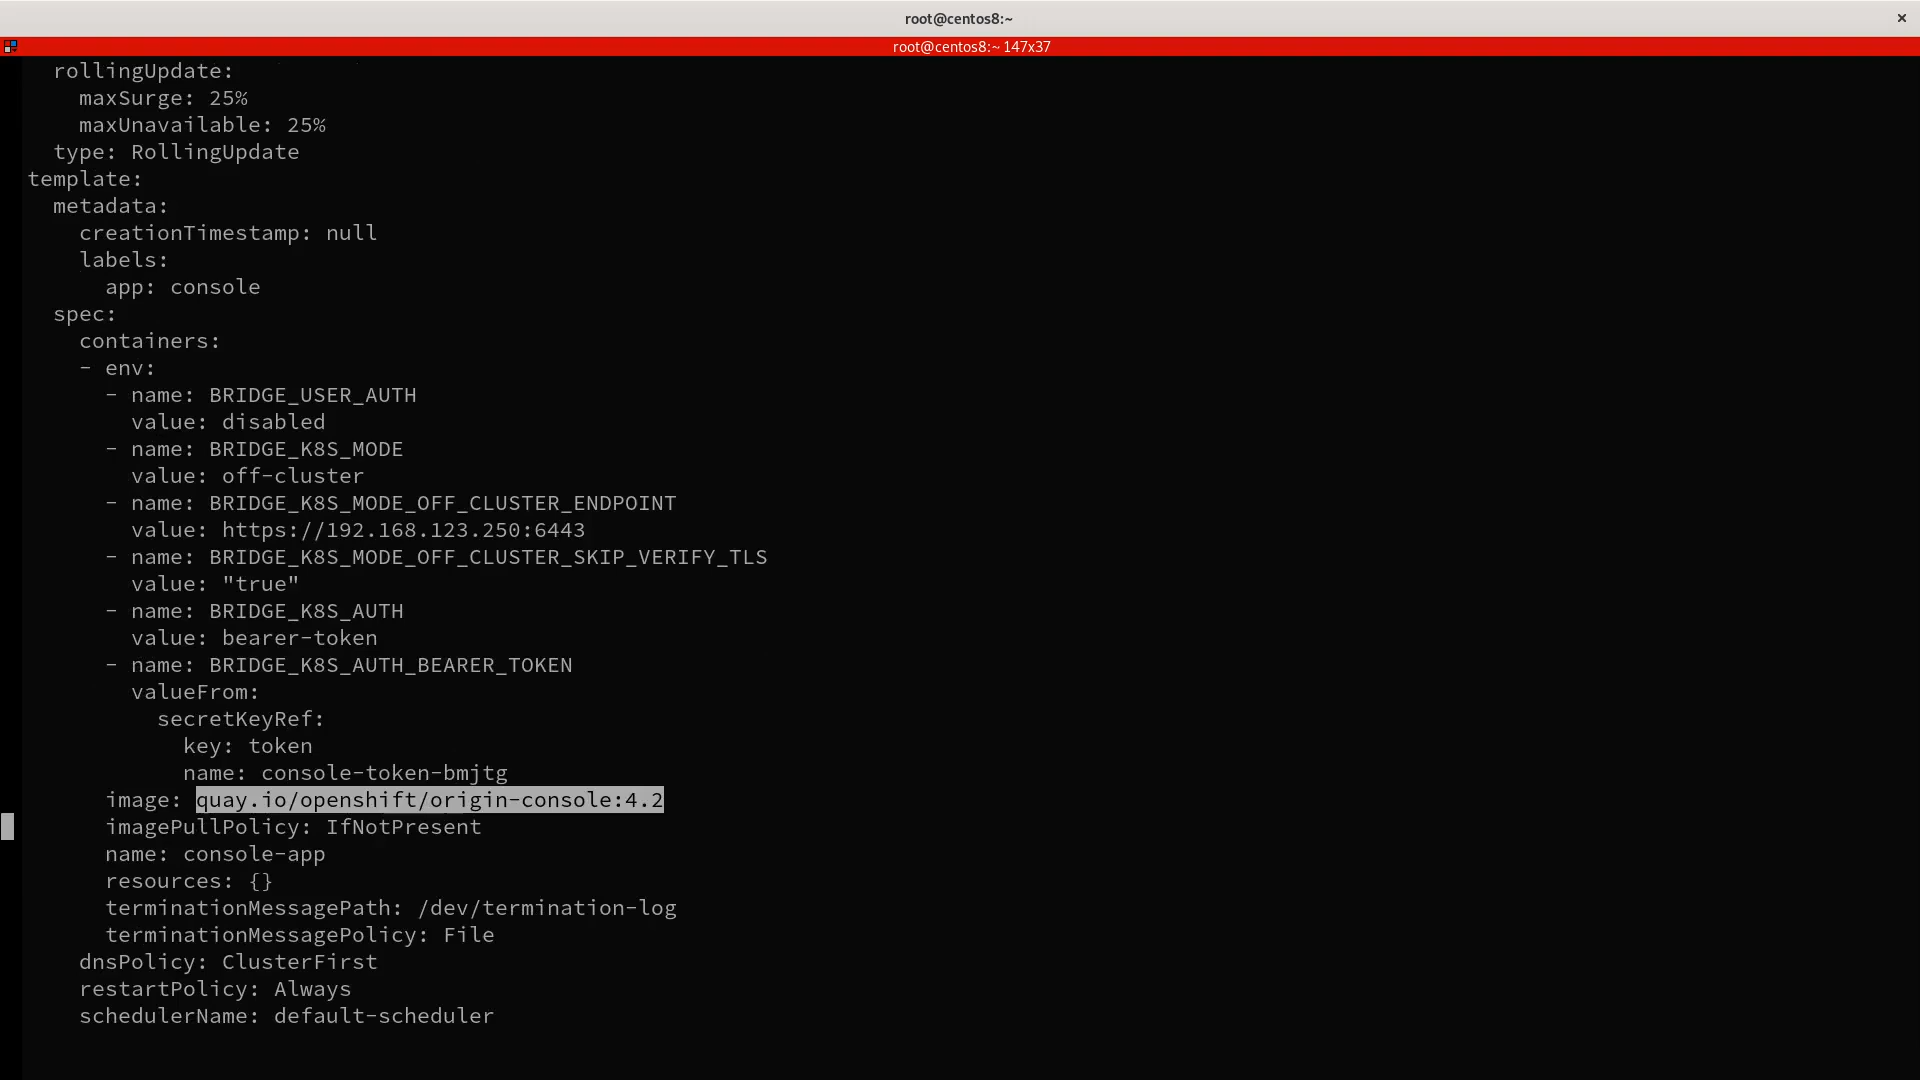 root@centos8:~
root@centos8:~ 147x37
rollingUpdate:
maxSurge: 25%
maxUnavailable: 25%
type: RollingUpdate
template:
metadata:
creationTimestamp: null
labels:
app: console
spec:
containers:
- env:
- name: BRIDGE_USER_AUTH
value: disabled
- name: BRIDGE_K8S_MODE
value: off-cluster
- name: BRIDGE_K8S_MODE_OFF_CLUSTER_ENDPOINT
value: https://192.168.123.250:6443
- name: BRIDGE_K8S_MODE_OFF_CLUSTER_SKIP_VERIFY_TLS
value: "true"
- name: BRIDGE_K8S_AUTH
value: bearer-token
- name: BRIDGE_K8S_AUTH_BEARER_TOKEN
valueFrom:
secretKeyRef:
key: token
name: console-token-bmjtg
image: quay.io/openshift/origin-console:4.2
imagePullPolicy: IfNotPresent
name: console-app
resources: {}
terminationMessagePath: /dev/termination-log
terminationMessagePolicy: File
dnsPolicy: ClusterFirst
restartPolicy: Always
schedulerName: default-scheduler